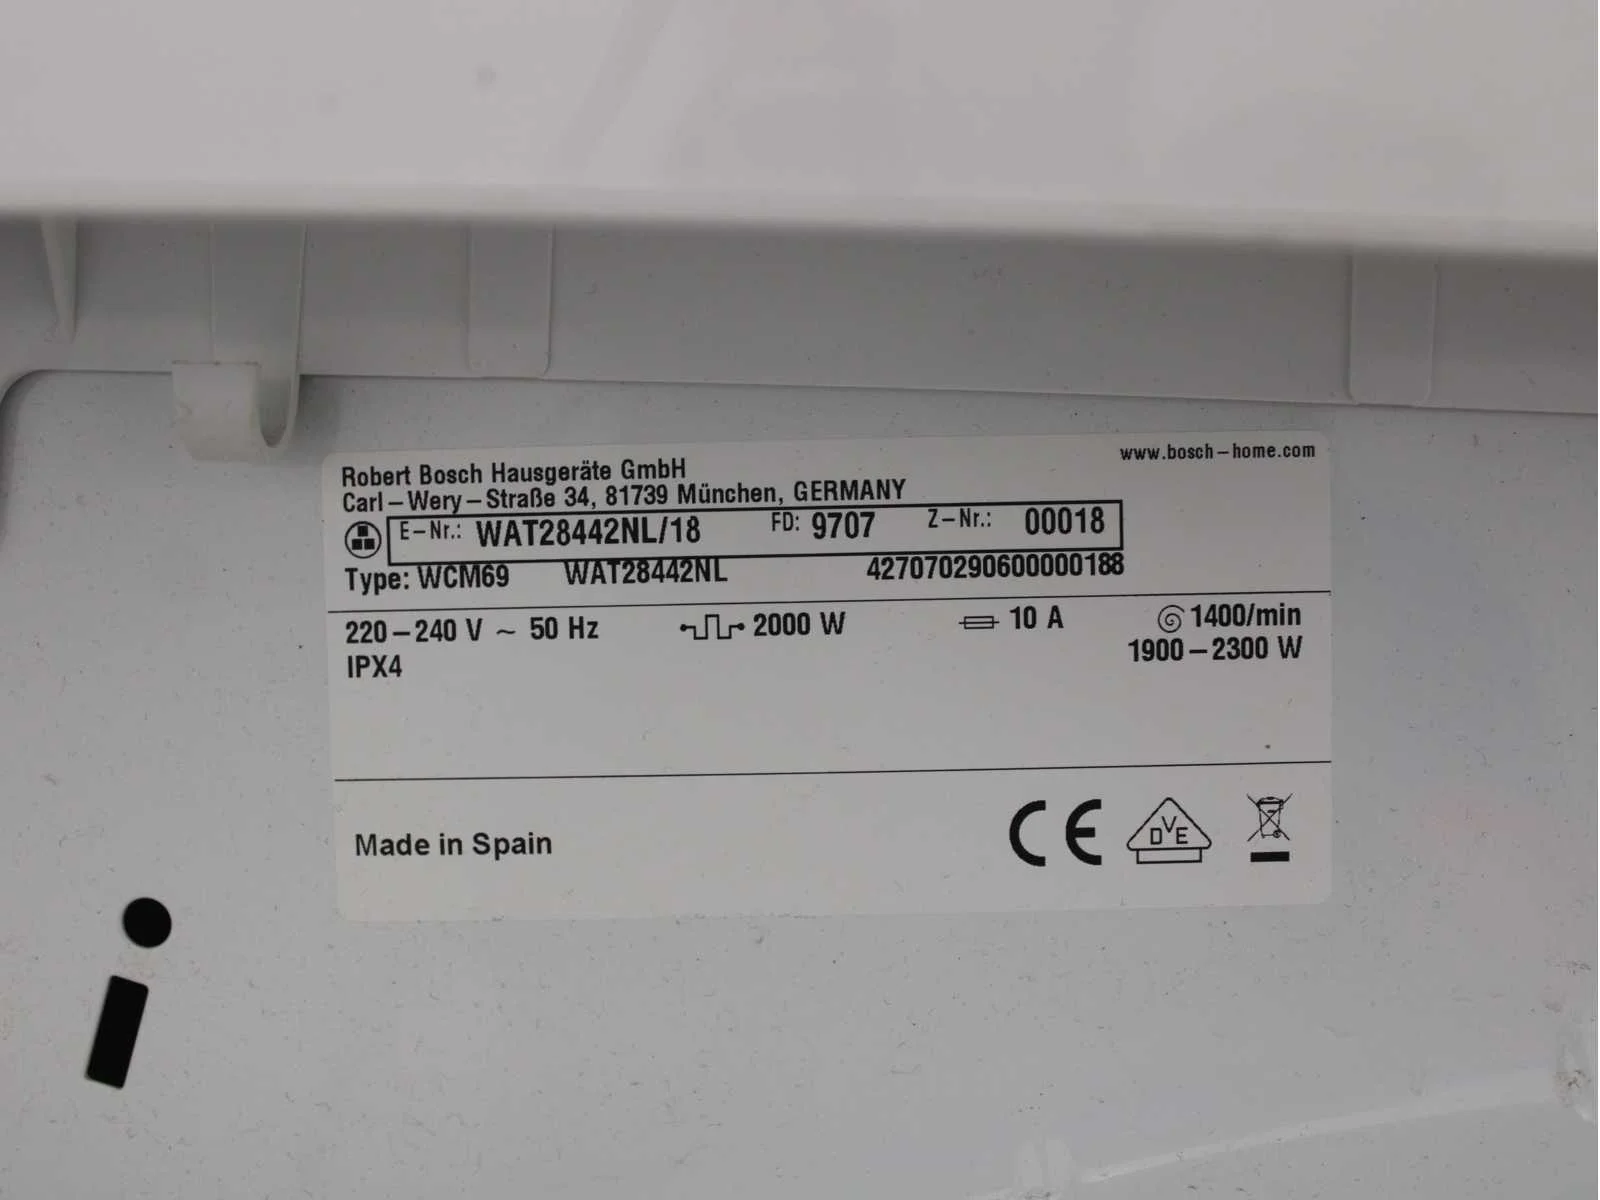 www.bosch-home.com
Robert Bosch Hausgeräte GmbH
Carl-Wery-Straße 34, 81739 München, GERMANY
E-Nr.: WAT28442NL/18 FD: 9707 Z-Nr.: 00018
Type: WCM69 WAT28442NL 427070290600000188
220-240 V ~ 50 Hz 2000 W 10 A 1400/min
IPX4 1900-2300 W
Made in Spain CE DVE
i